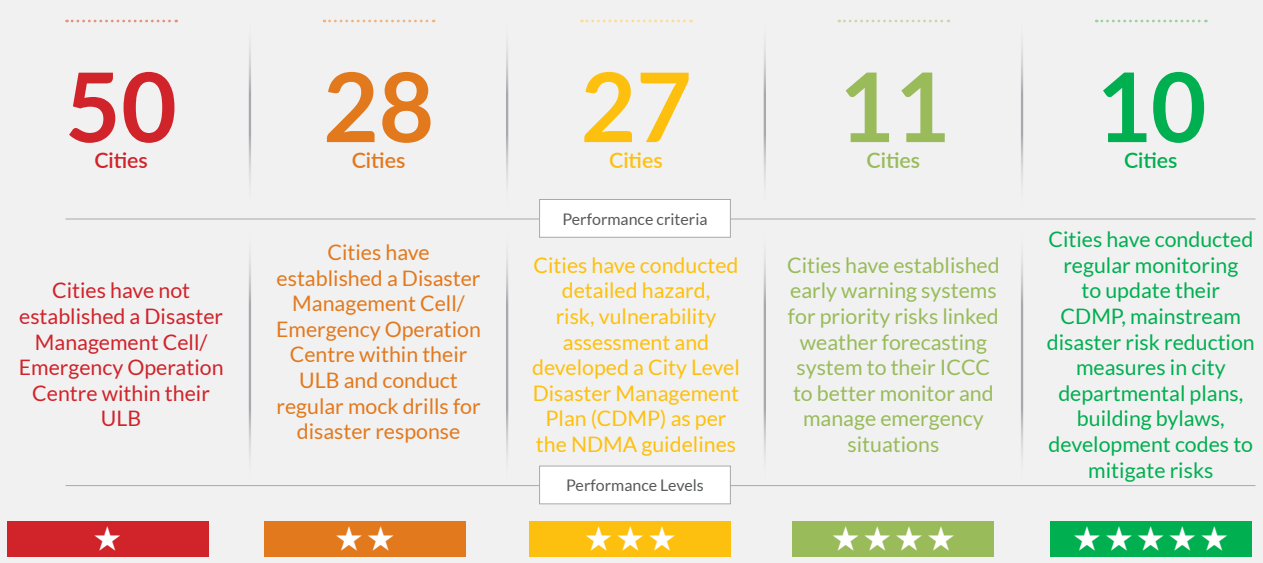 50
Cities
28
Cities
27
Cities
11
Cities
10
Cities
Performance criteria
Cities have not
established a Disaster
Management Cell/
Emergency Operation
Centre within their
ULB
Cities have
established a Disaster
Management Cell/
Emergency Operation
Centre within their
ULB and conduct
regular mock drills for
disaster response
Cities have conducted
detailed hazard,
risk, vulnerability
assessment and
developed a City Level
Disaster Management
Plan (CDMP) as per
the NDMA guidelines
Cities have established
early warning systems
for priority risks linked
weather forecasting
system to their ICCC
to better monitor and
manage emergency
situations
Cities have conducted
regular monitoring
to update their
CDMP, mainstream
disaster risk reduction
measures in city
departmental plans,
building bylaws,
development codes to
mitigate risks
Performance Levels